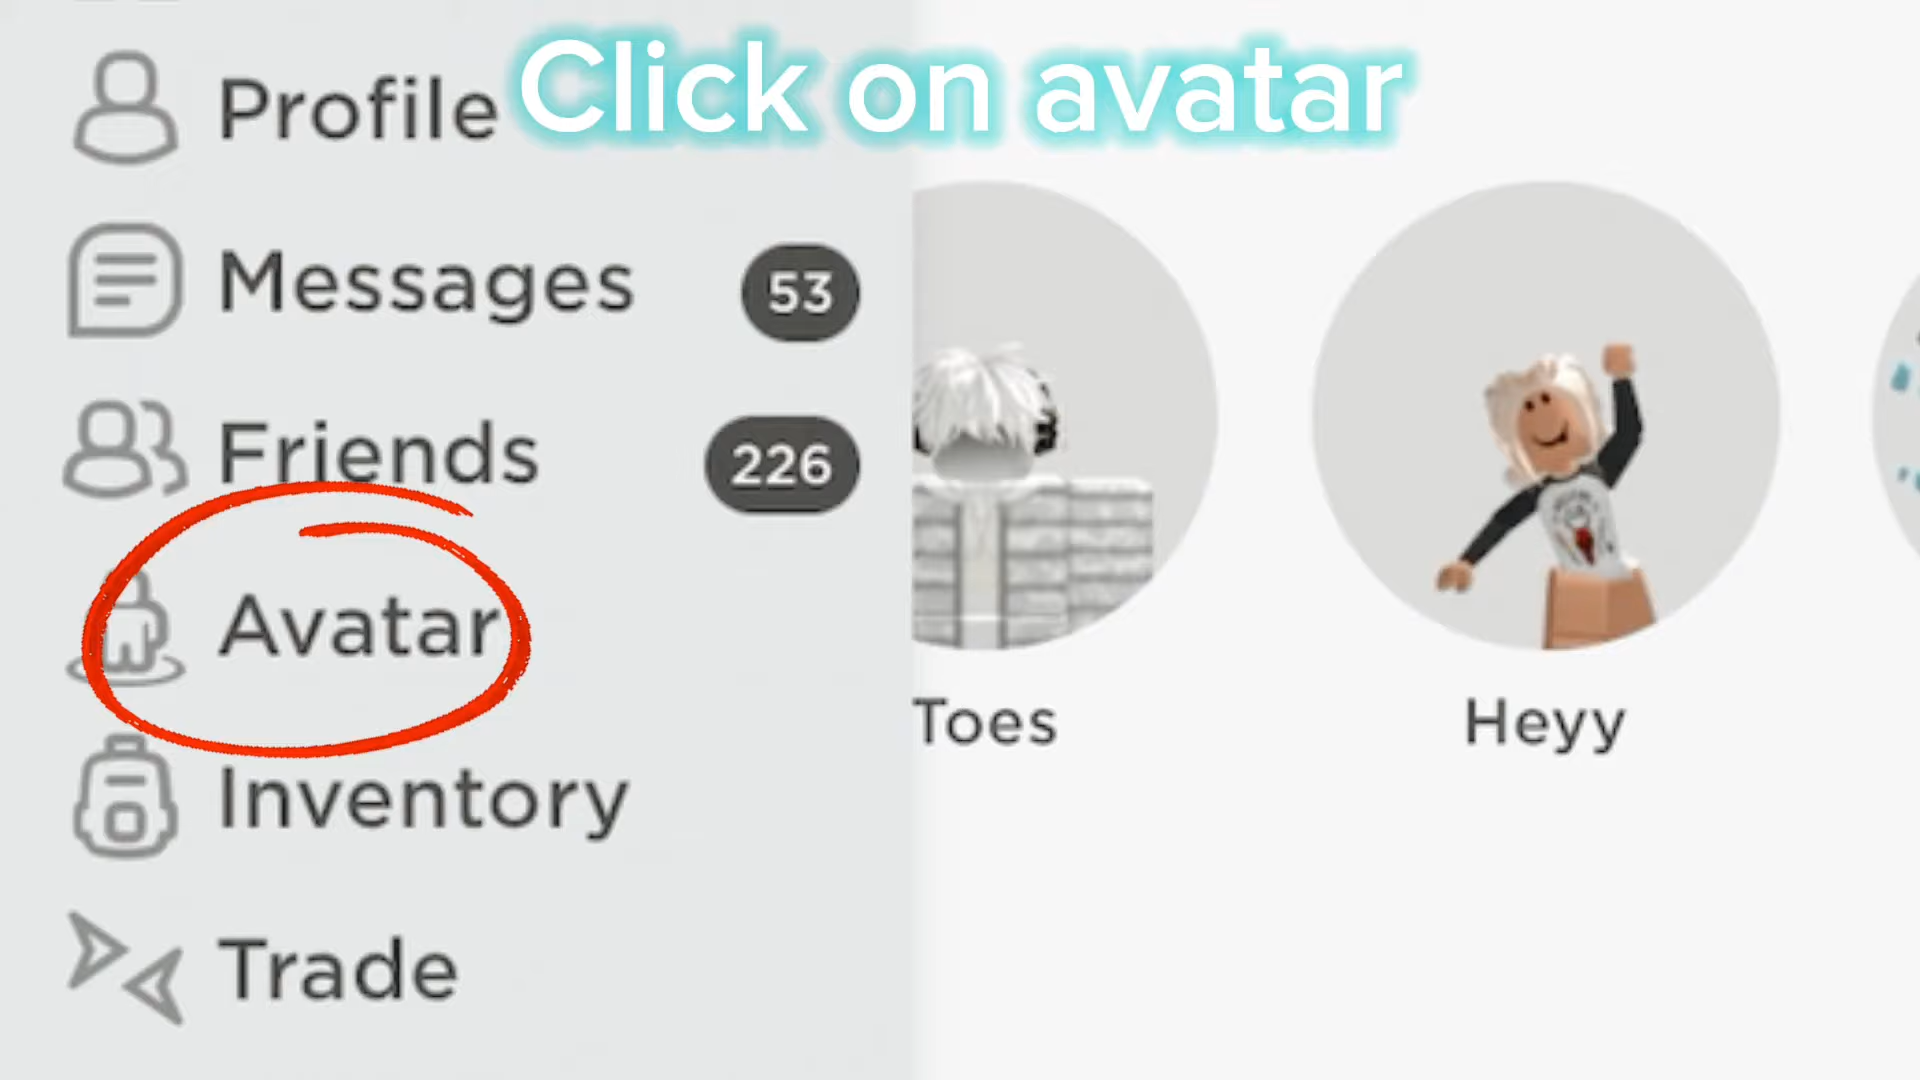 Click on avatar
Profile
Messages 53
Friends 226
Avatar
Inventory
Trade
Toes
Heyy